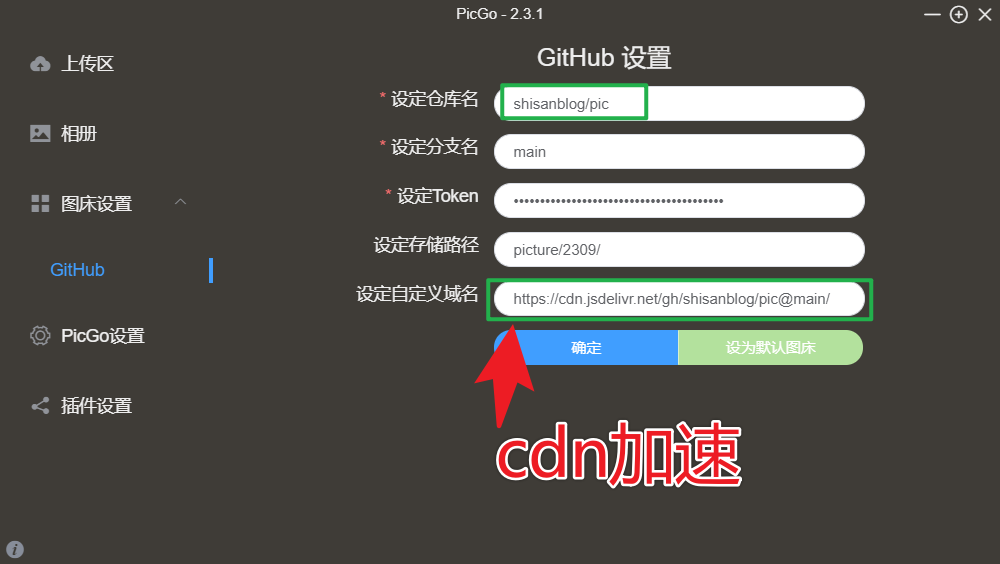 PicGo - 2.3.1
上传区
相册
图床设置
GitHub
PicGo设置
插件设置
GitHub 设置
* 设定仓库名 shisanblog/pic
* 设定分支名 main
* 设定Token ••••••••••••••••••••••••••••••••••••••••
设定存储路径 picture/2309/
设定自定义域名 https://cdn.jsdelivr.net/gh/shisanblog/pic@main/
确定 设为默认图床
cdn加速